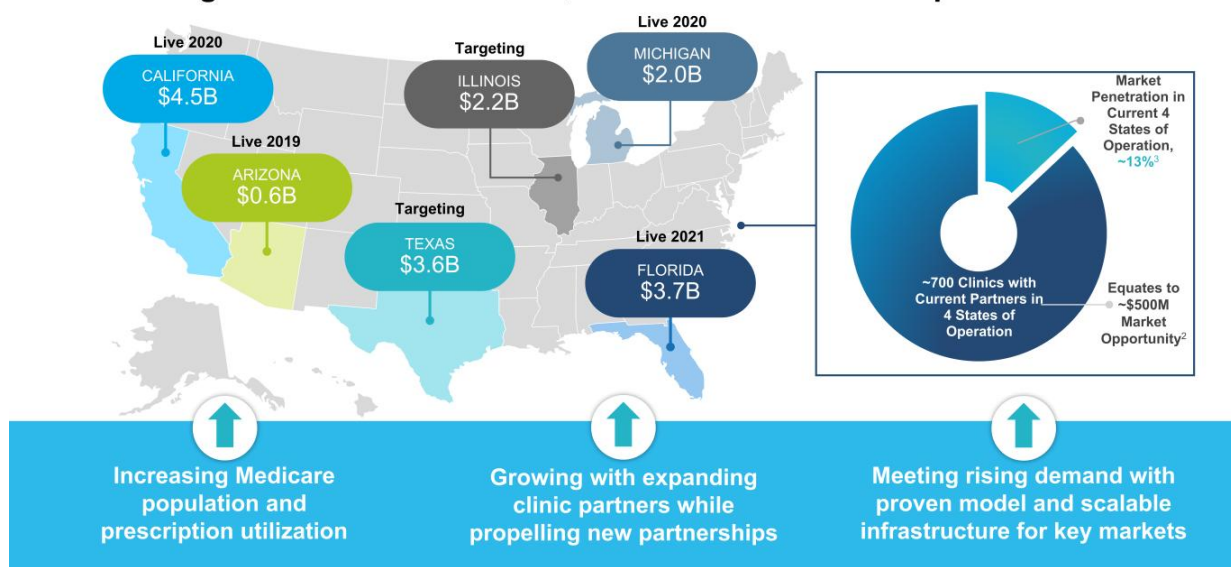 Live 2020
CALIFORNIA
$4.5B
Live 2019
ARIZONA
$0.6B
Targeting
ILLINOIS
$2.2B
Targeting
TEXAS
$3.6B
Live 2020
MICHIGAN
$2.0B
Live 2021
FLORIDA
$3.7B
Market
Penetration in
Current 4
States of
Operation,
~13%³
~700 Clinics with
Current Partners in
4 States of
Operation
Equates to
~$500M
Market
Opportunity²
Increasing Medicare
population and
prescription utilization
Growing with expanding
clinic partners while
propelling new partnerships
Meeting rising demand with
proven model and scalable
infrastructure for key markets